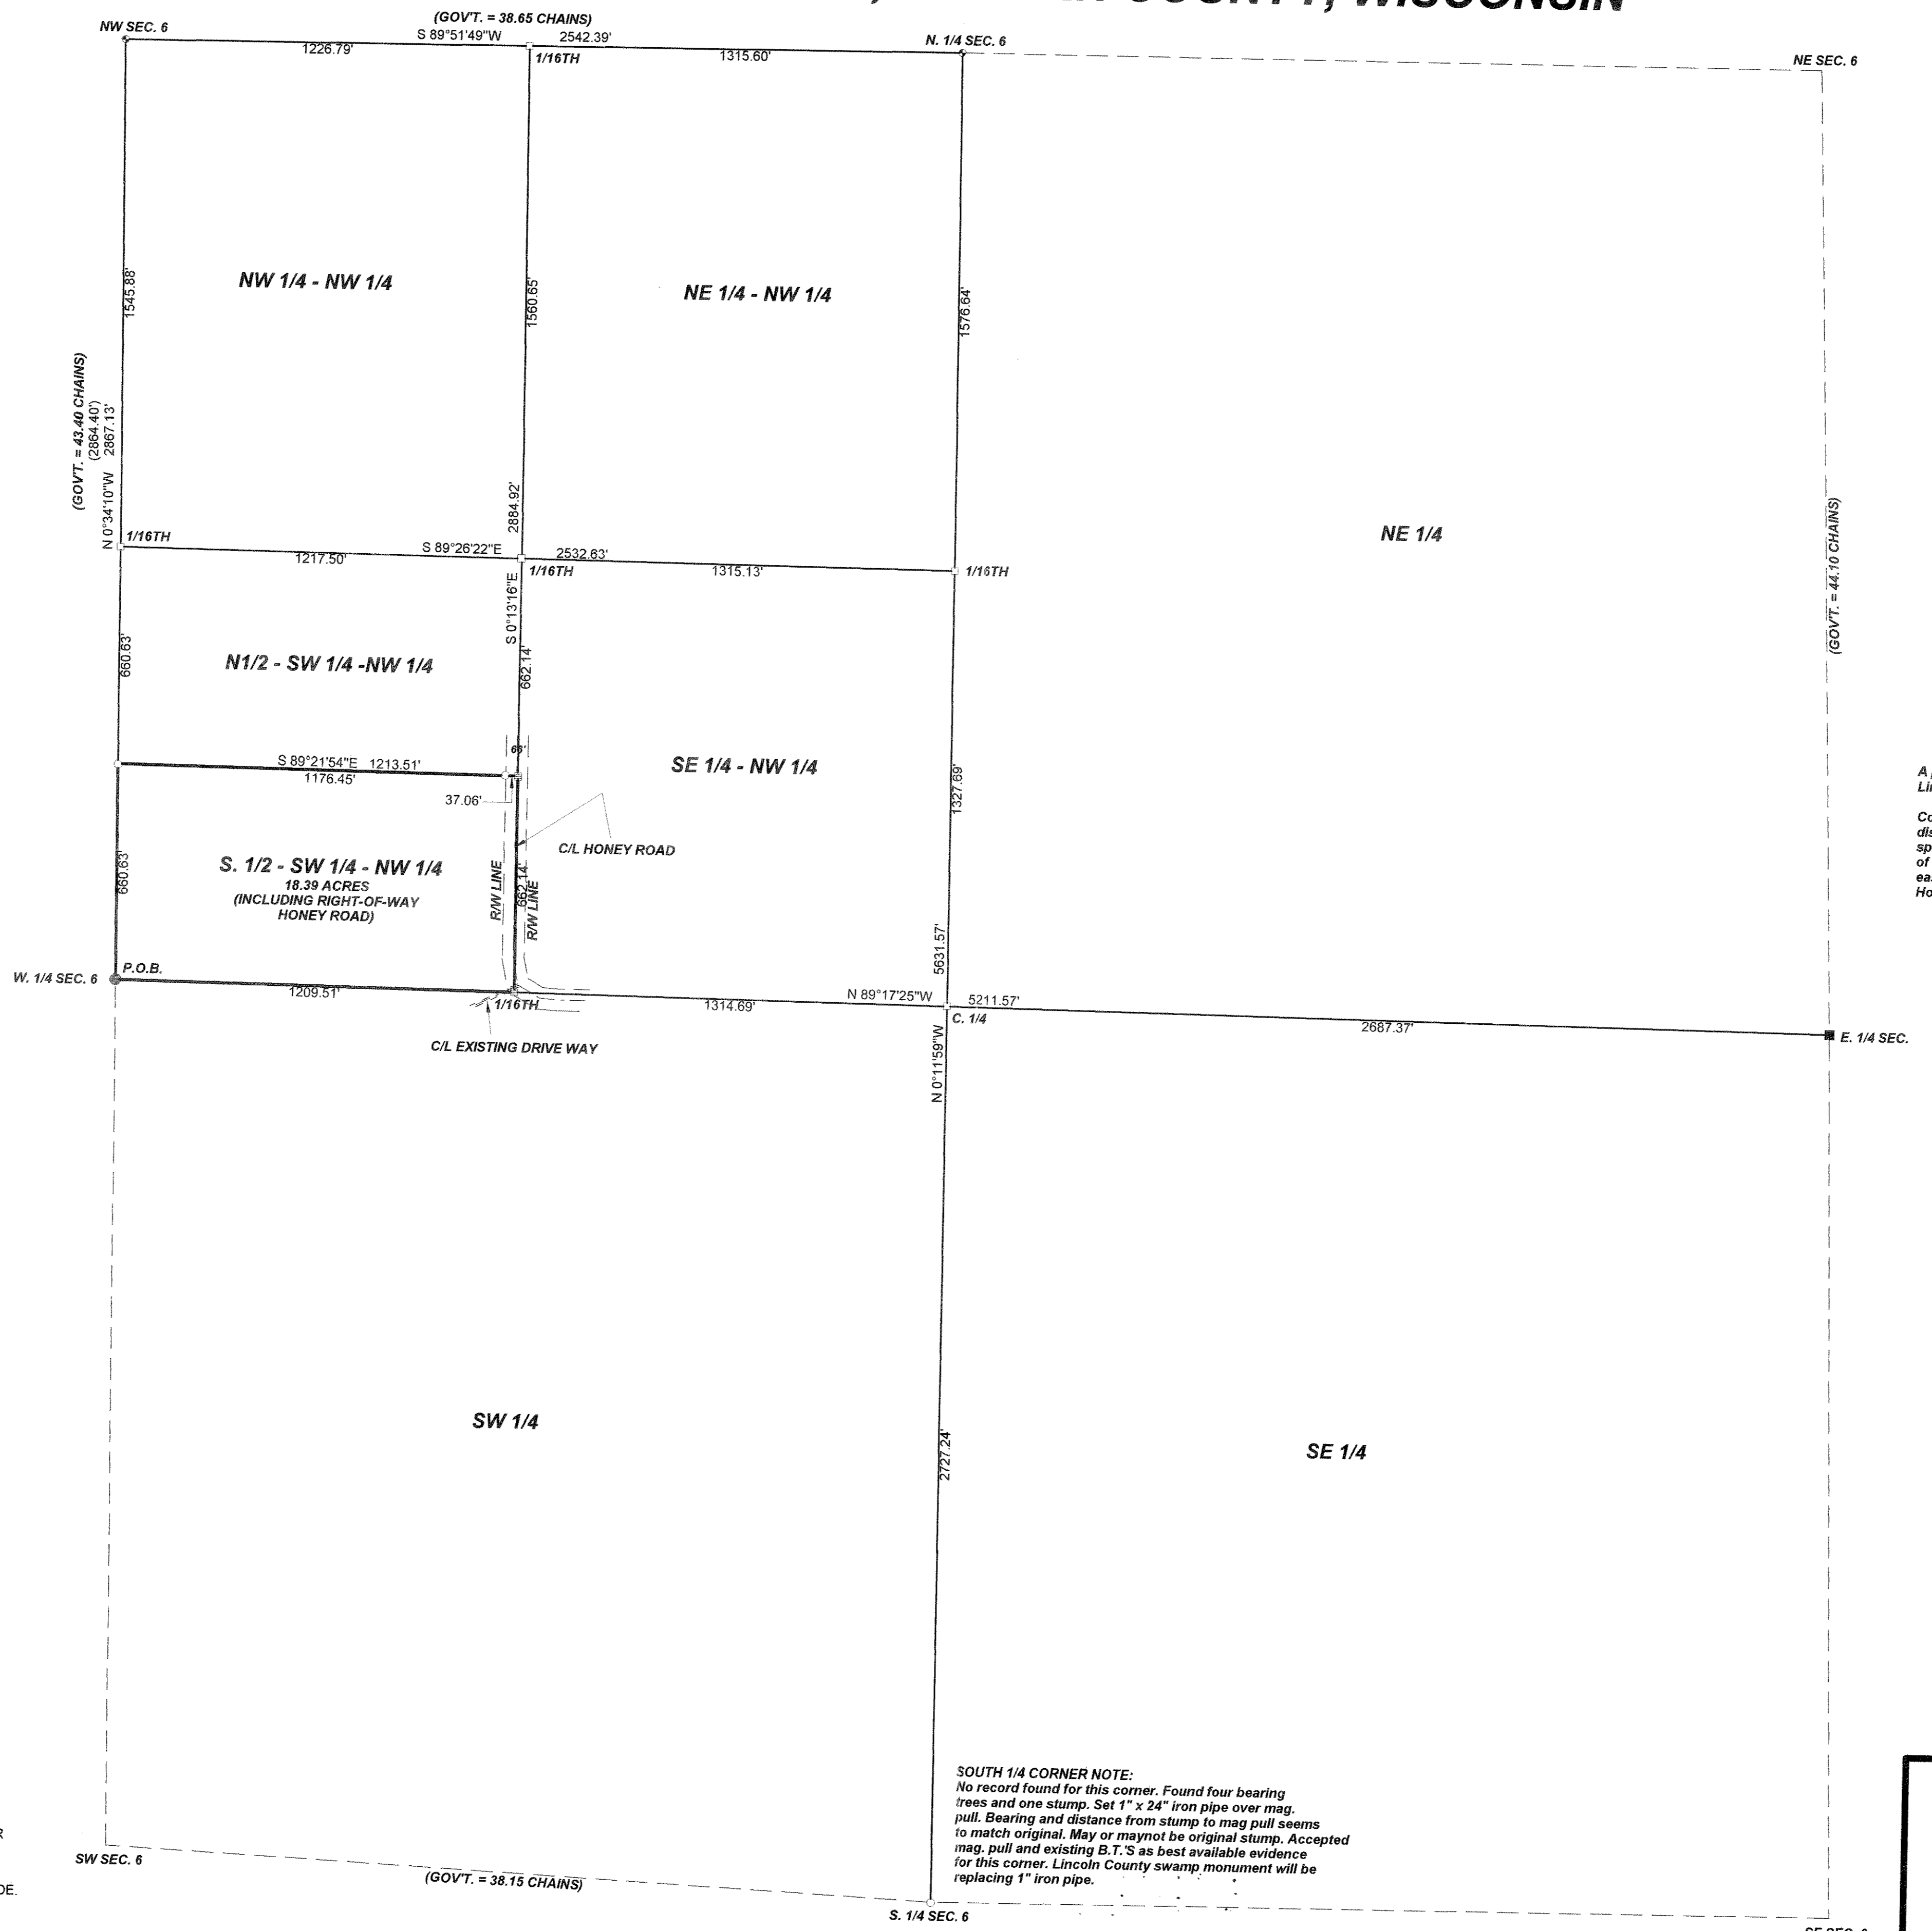 COUNTY, WISCONSIN
(GOV'T. = 38.65 CHAINS)
NW SEC. 6
S 89°51'49"W 2542.39'
N. 1/4 SEC. 6
1226.79'
1/16TH
1315.60'
NE SEC. 6
NW 1/4 - NW 1/4
NE 1/4 - NW 1/4
1545.88'
1560.65'
1576.64'
(GOV'T. = 43.40 CHAINS)
(2864.40')
N 0°34'10"W 2867.13'
2884.92'
NE 1/4
(GOV'T. = 44.10 CHAINS)
1/16TH
S 89°26'22"E 2532.63'
1217.50'
1/16TH
1315.13'
1/16TH
S 0°13'16"E
N1/2 - SW 1/4 -NW 1/4
660.63'
662.14'
66'
S 89°21'54"E 1213.51'
1176.45'
37.06'
SE 1/4 - NW 1/4
1327.69'
C/L HONEY ROAD
S. 1/2 - SW 1/4 - NW 1/4
18.39 ACRES
(INCLUDING RIGHT-OF-WAY
HONEY ROAD)
660.63'
R/W LINE
662.14'
R/W LINE
5631.57'
W. 1/4 SEC. 6
P.O.B.
1209.51'
1/16TH
1314.69'
N 89°17'25"W 5211.57'
C. 1/4
2687.37'
E. 1/4 SEC.
C/L EXISTING DRIVE WAY
N 0°11'59"W
SW 1/4
2727.24'
SE 1/4
SOUTH 1/4 CORNER NOTE:
No record found for this corner. Found four bearing
trees and one stump. Set 1" x 24" iron pipe over mag.
pull. Bearing and distance from stump to mag pull seems
to match original. May or maynot be original stump. Accepted
mag. pull and existing B.T.'S as best available evidence
for this corner. Lincoln County swamp monument will be
replacing 1" iron pipe.
SW SEC. 6
(GOV'T. = 38.15 CHAINS)
S. 1/4 SEC. 6